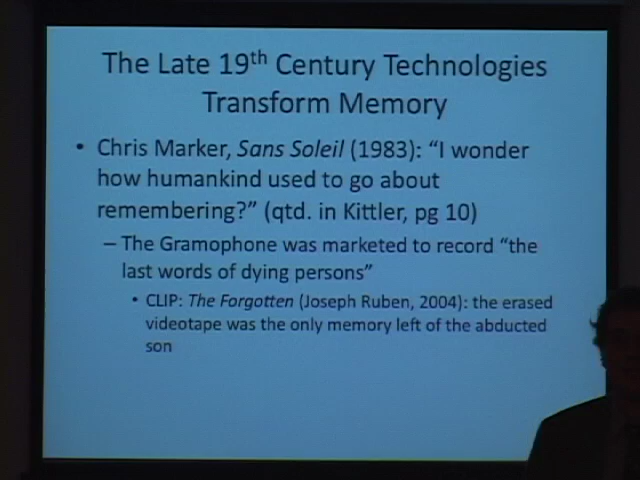 The Late 19th Century Technologies
Transform Memory
• Chris Marker, Sans Soleil (1983): “I wonder
how humankind used to go about
remembering?” (qtd. in Kittler, pg 10)
– The Gramophone was marketed to record “the
last words of dying persons”
• CLIP: The Forgotten (Joseph Ruben, 2004): the erased
videotape was the only memory left of the abducted
son